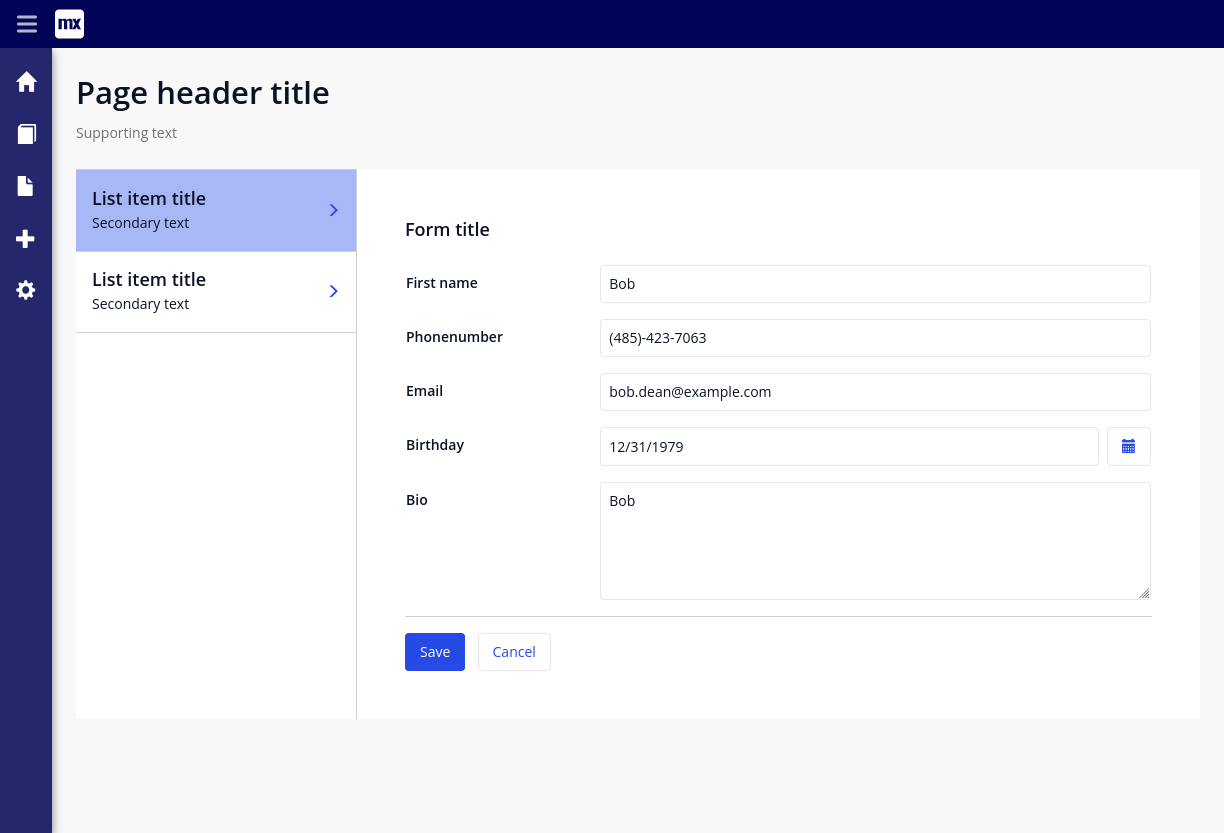 mx
Page header title
Supporting text
List item title
Secondary text
List item title
Secondary text
Form title
First name
Bob
Phonenumber
(485)-423-7063
Email
bob.dean@example.com
Birthday
12/31/1979
Bio
Bob
Save
Cancel